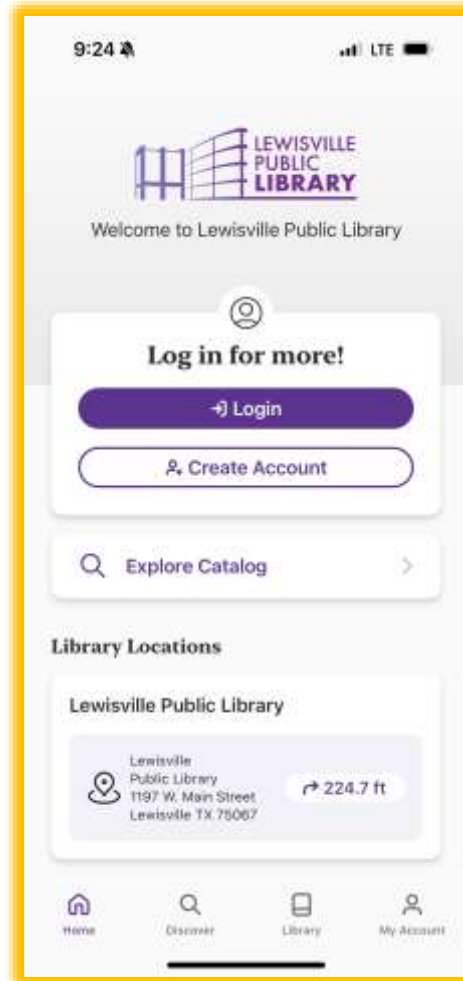 9:24
LTE
LEWISVILLE
PUBLIC
LIBRARY
Welcome to Lewisville Public Library
Log in for more!
Login
Create Account
Explore Catalog
Library Locations
Lewisville Public Library
Lewisville
Public Library
1197 W. Main Street
Lewisville TX 75067
224.7 ft
Home
Discover
Library
My Account